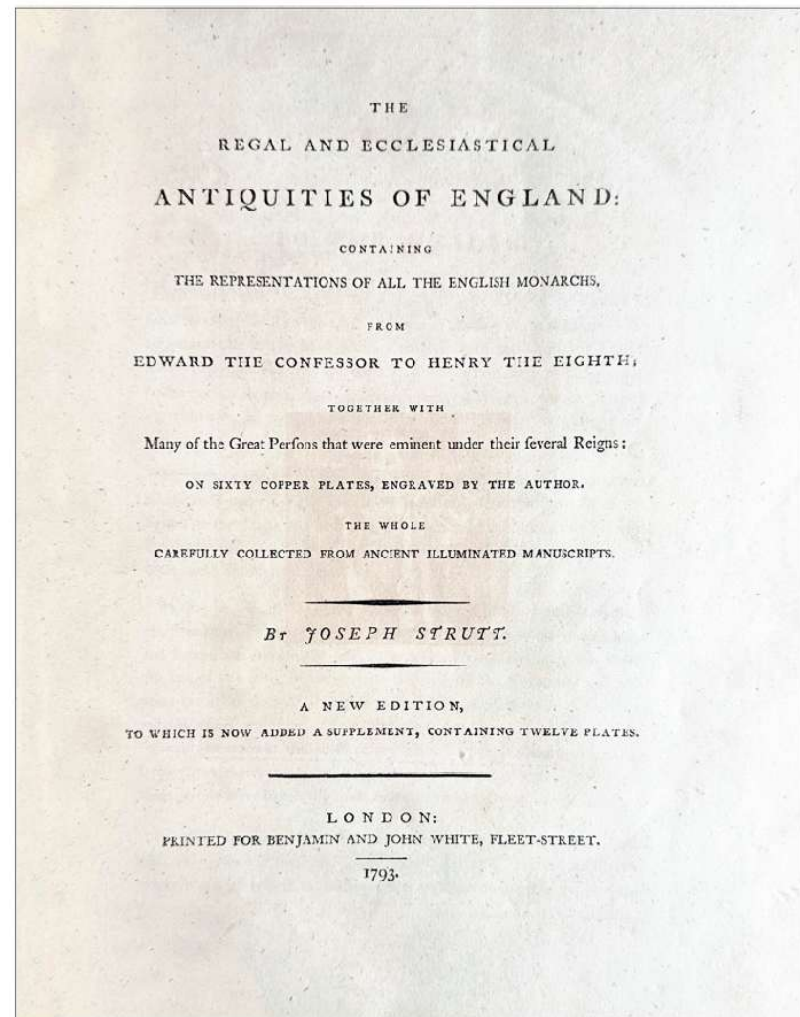 THE
REGAL AND ECCLESIASTICAL
ANTIQUITIES OF ENGLAND:
CONTAINING
THE REPRESENTATIONS OF ALL THE ENGLISH MONARCHS,
FROM
EDWARD THE CONFESSOR TO HENRY THE EIGHTH;
TOGETHER WITH
Many of the Great Perſons that were eminent under their ſeveral Reigns:
ON SIXTY COPPER PLATES, ENGRAVED BY THE AUTHOR.
THE WHOLE
CAREFULLY COLLECTED FROM ANCIENT ILLUMINATED MANUSCRIPTS.
BY JOSEPH STRUTT.
A NEW EDITION,
TO WHICH IS NOW ADDED A SUPPLEMENT, CONTAINING TWELVE PLATES.
LONDON:
PRINTED FOR BENJAMIN AND JOHN WHITE, FLEET-STREET.
1793.